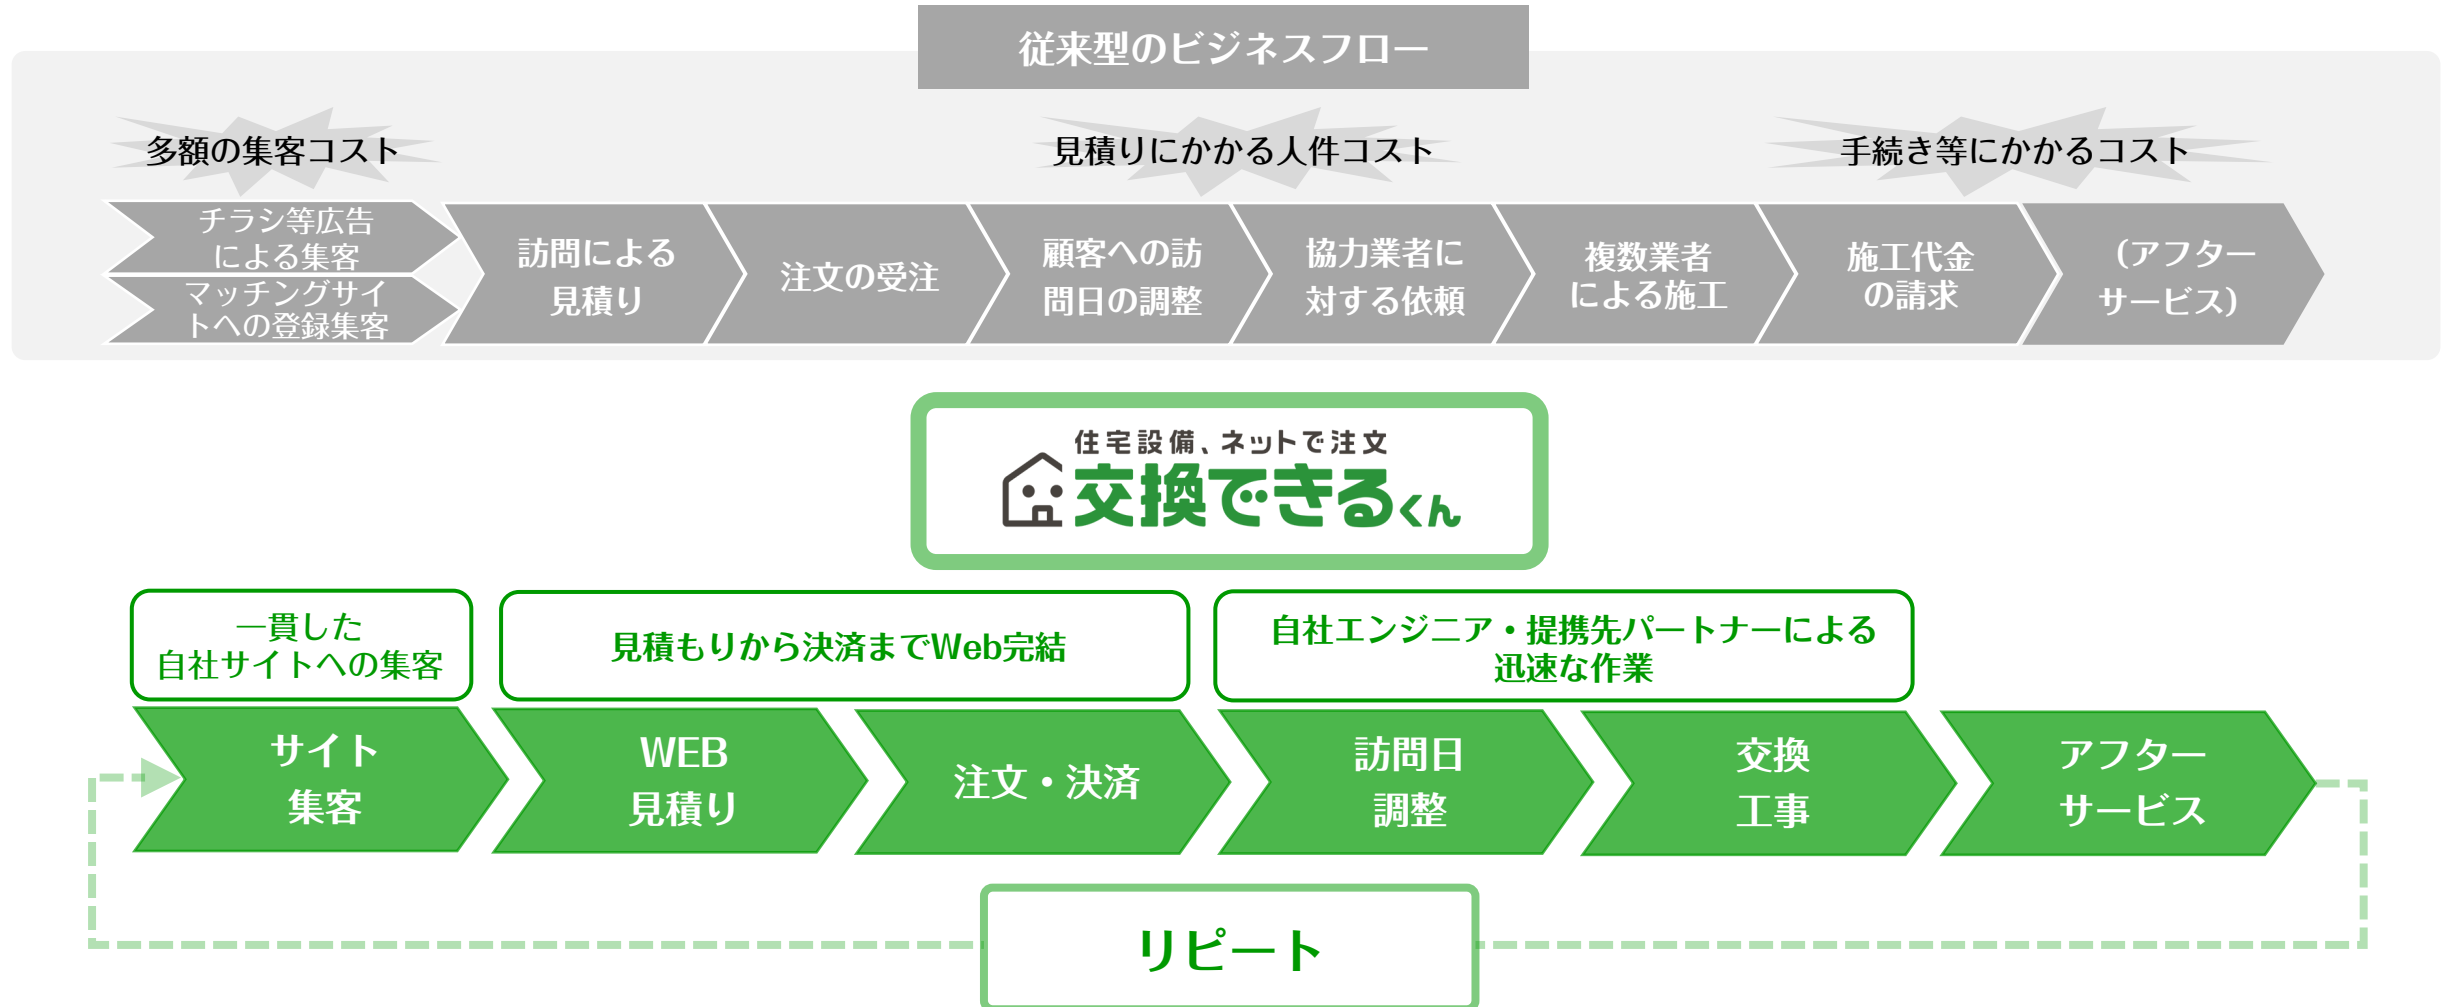 従来型のビジネスフロー
多額の集客コスト
見積りにかかる人件コスト
手続き等にかかるコスト
チラシ等広告
による集客
マッチングサイ
トへの登録集客
訪問による
見積り
注文の受注
顧客への訪
問日の調整
協力業者に
対する依頼
複数業者
による施工
施工代金
の請求
（アフター
サービス）
住宅設備、ネットで注文
交換できるくん
一貫した
自社サイトへの集客
見積もりから決済までWeb完結
自社エンジニア・提携先パートナーによる
迅速な作業
サイト
集客
WEB
見積り
注文・決済
訪問日
調整
交換
工事
アフター
サービス
リピート